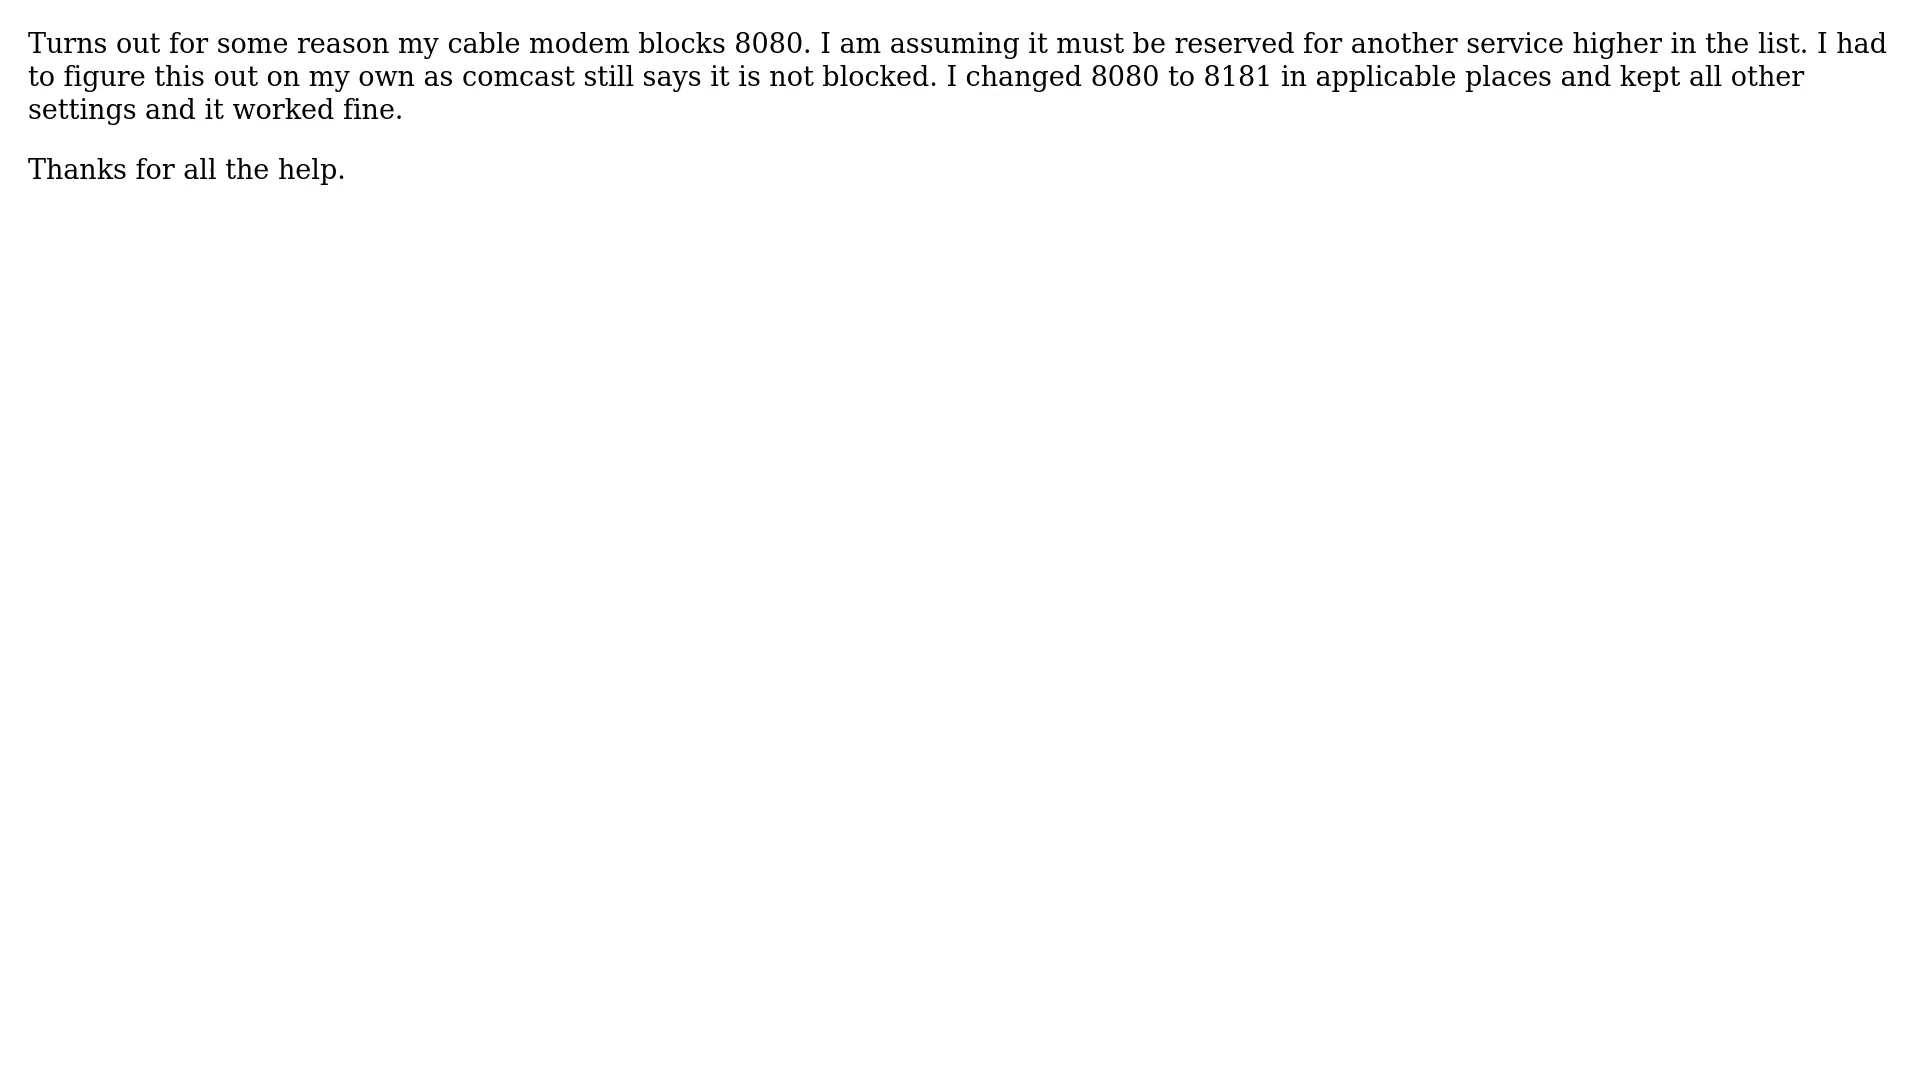 Turns out for some reason my cable modem blocks 8080. I am assuming it must be reserved for another service higher in the list. I had
to figure this out on my own as comcast still says it is not blocked. I changed 8080 to 8181 in applicable places and kept all other
settings and it worked fine.
Thanks for all the help.